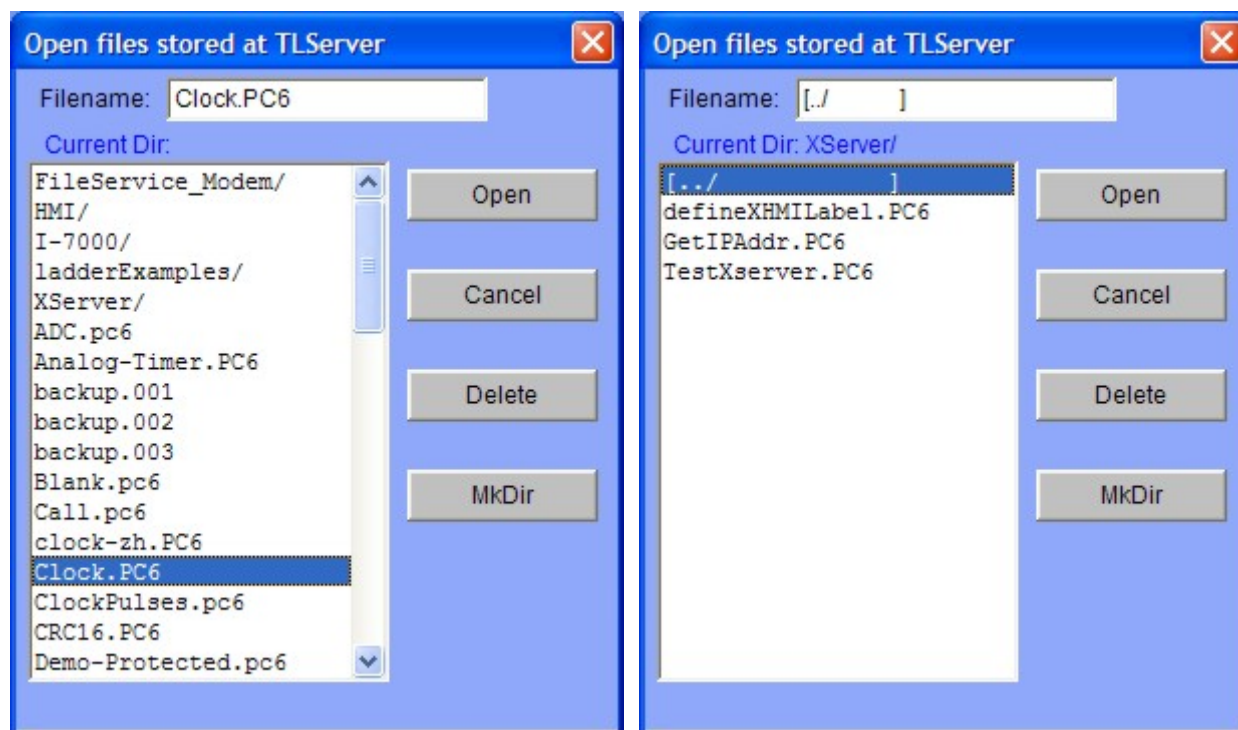 Open files stored at TLServer
Filename: Clock.PC6
Current Dir:
FileService_Modem/
HMI/
I-7000/
ladderExamples/
XServer/
ADC.pc6
Analog-Timer.PC6
backup.001
backup.002
backup.003
Blank.pc6
Call.pc6
clock-zh.PC6
Clock.PC6
ClockPulses.pc6
CRC16.PC6
Demo-Protected.pc6
Open
Cancel
Delete
MkDir
Open files stored at TLServer
Filename: [../ ]
Current Dir: XServer/
[../ ]
defineXHMILabel.PC6
GetIPAddr.PC6
TestXserver.PC6
Open
Cancel
Delete
MkDir